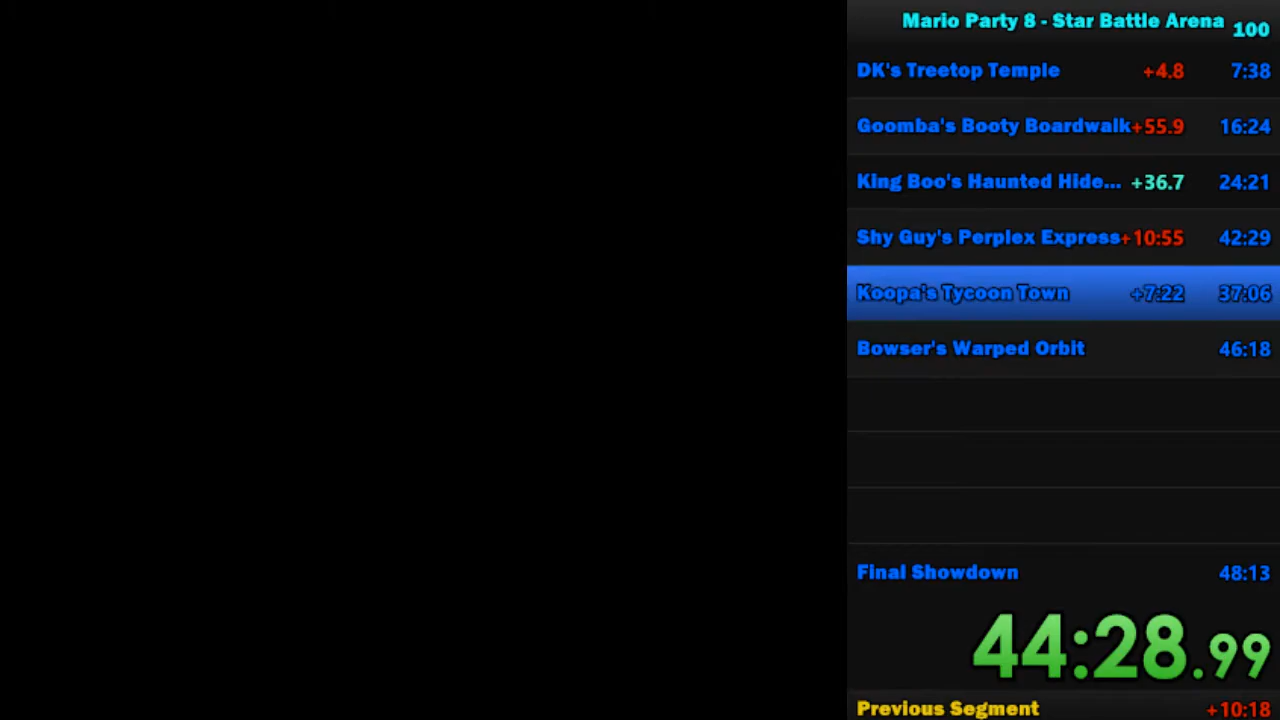 Mario Party 8 - Star Battle Arena 100
DK's Treetop Temple +4.8 7:38
Goomba's Booty Boardwalk +55.9 16:24
King Boo's Haunted Hide... +36.7 24:21
Shy Guy's Perplex Express +10:55 42:29
Koopa's Tycoon Town +7:22 37:06
Bowser's Warped Orbit 46:18
Final Showdown 48:13
44:28.99
Previous Segment +10:18